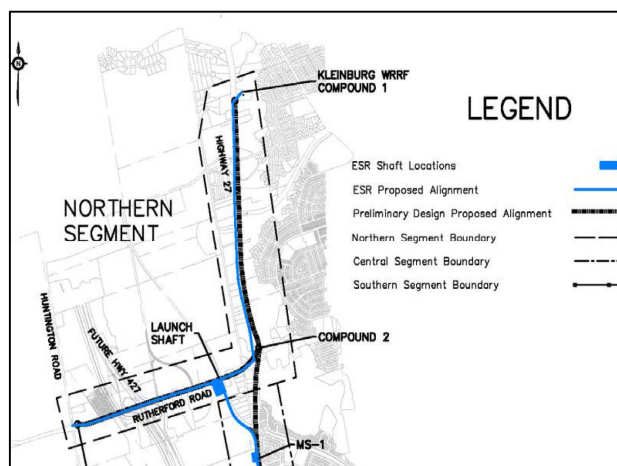 N
KLEINBURG WRRF
COMPOUND 1
LEGEND
HIGHWAY 27
ESR Shaft Locations
ESR Proposed Alignment
Preliminary Design Proposed Alignment
Northern Segment Boundary
Central Segment Boundary
Southern Segment Boundary
NORTHERN
SEGMENT
HUNTINGTON ROAD
FUTURE HWY 427
LAUNCH
SHAFT
COMPOUND 2
RUTHERFORD ROAD
MS-1